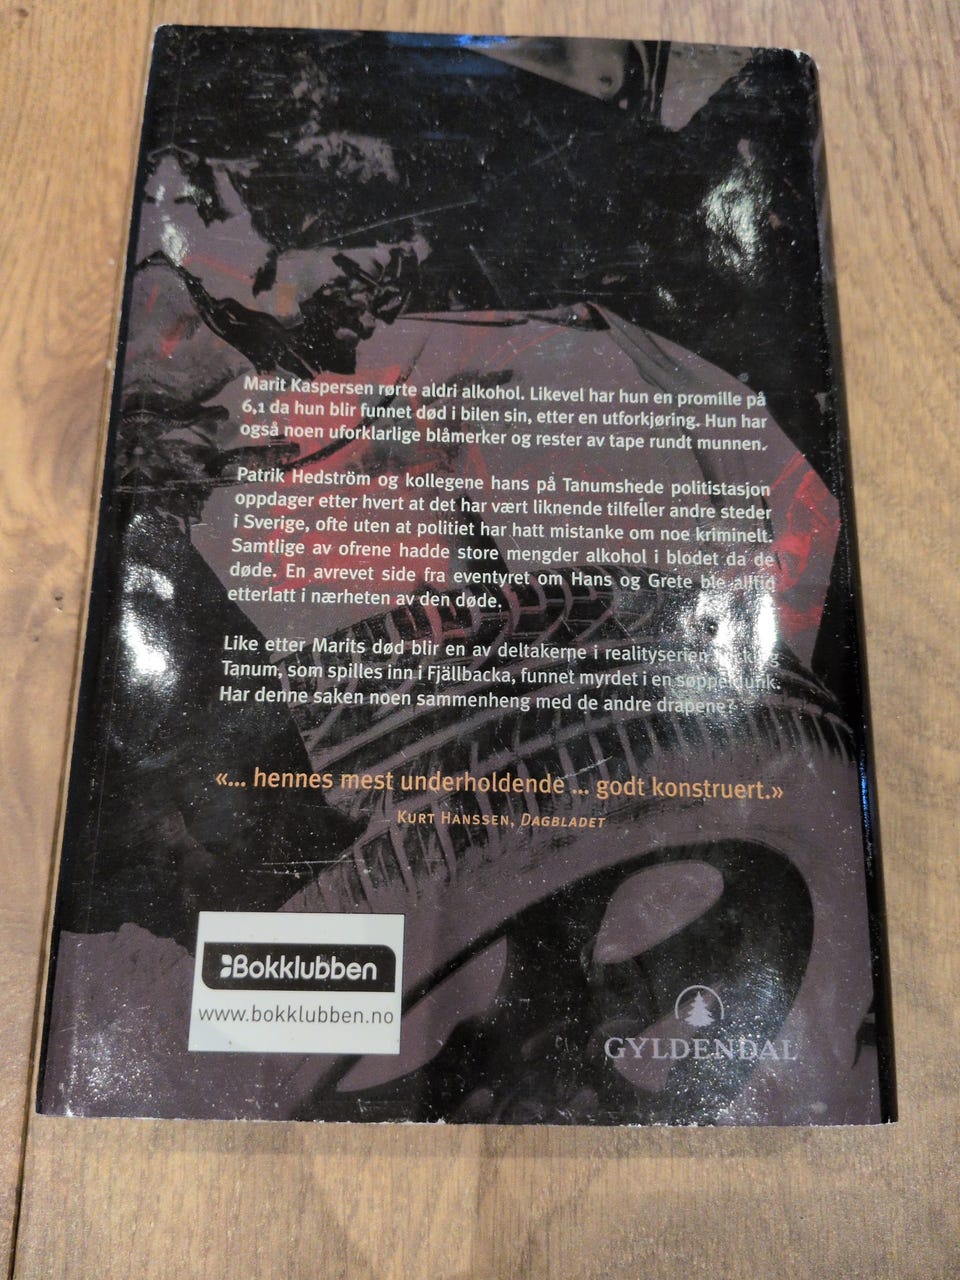 Marit Kaspersen rørte aldri alkohol. Likevel har hun en promille på
6,1 da hun blir funnet død i bilen sin, etter en utforkjøring. Hun har
også noen uforklarlige blåmerker og rester av tape rundt munnen.
Patrik Hedström og kollegene hans på Tanumshede politistasjon
oppdager etter hvert at det har vært liknende tilfeller andre steder
i Sverige, ofte uten at politiet har hatt mistanke om noe kriminelt.
Samtlige av ofrene hadde store mengder alkohol i blodet da de
døde. En avrevet side fra eventyret om Hans og Grete ble alltid
etterlatt i nærheten av den døde.
Like etter Marits død blir en av deltakerne i realityserien
Tanum, som spilles inn i Fjällbacka, funnet myrdet i en søppeldunk.
Har denne saken noen sammenheng med de andre drapene?
«... hennes mest underholdende ... godt konstruert.»
KURT HANSSEN, DAGBLADET
Bokklubben
www.bokklubben.no
GYLDENDAL